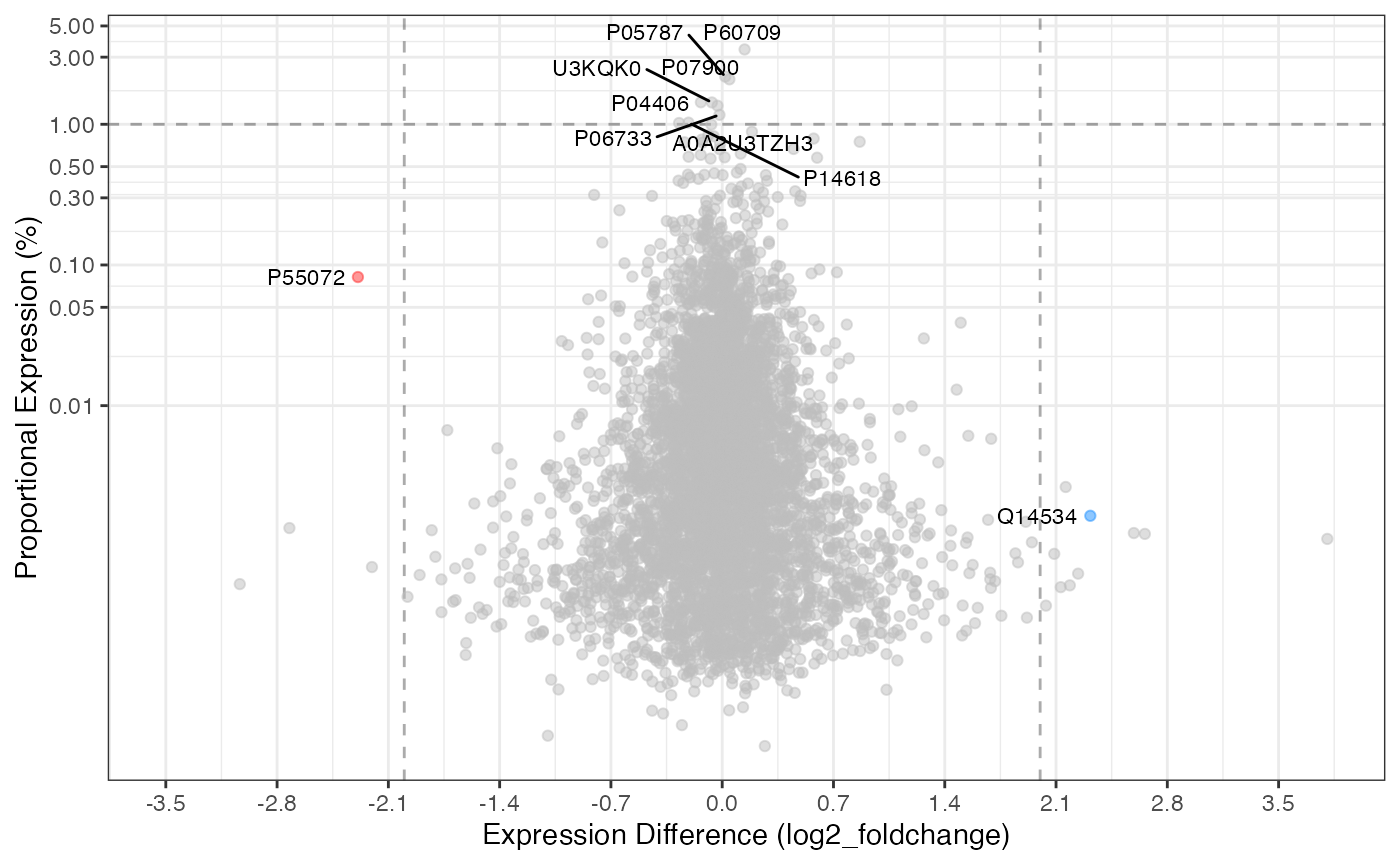 5.00
3.00
1.00
0.50
0.30
0.10
0.05
0.01
Proportional Expression (%)
P05787
P60709
U3KQK0
P07900
P04406
P06733
A0A2U3TZH3
P14618
P55072
Q14534
-3.5
-2.8
-2.1
-1.4
-0.7
0.0
0.7
1.4
2.1
2.8
3.5
Expression Difference (log2_foldchange)